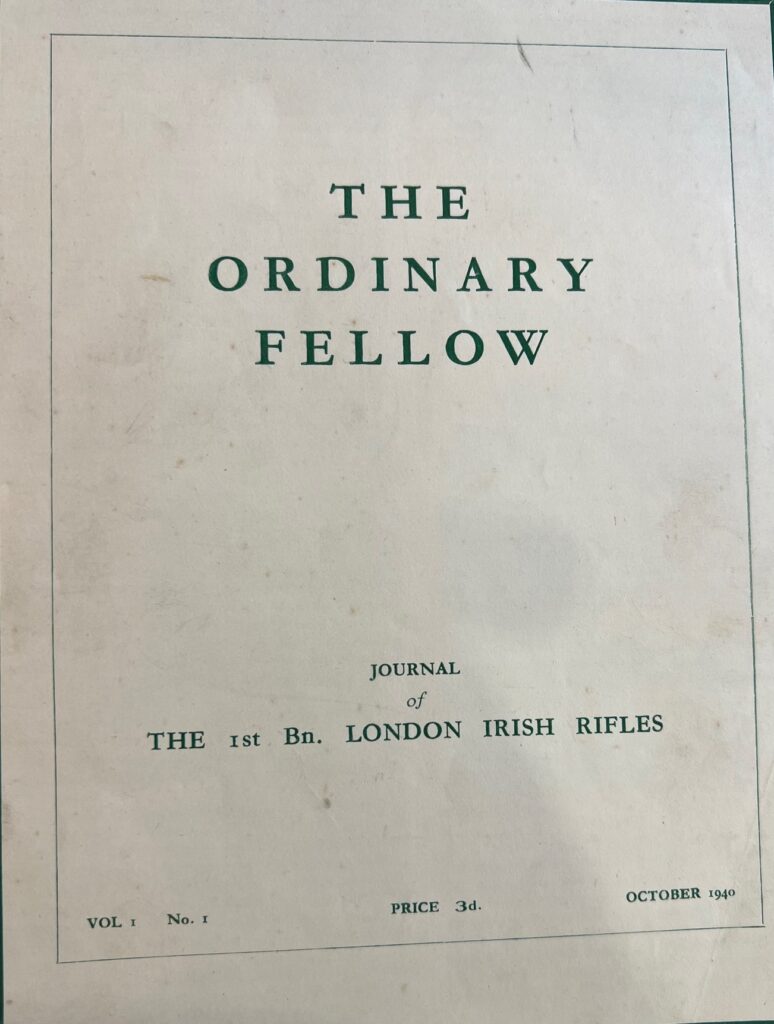 THE
ORDINARY
FELLOW
JOURNAL
of
THE 1st Bn. LONDON IRISH RIFLES
VOL 1 No. 1 PRICE 3d. OCTOBER 1940